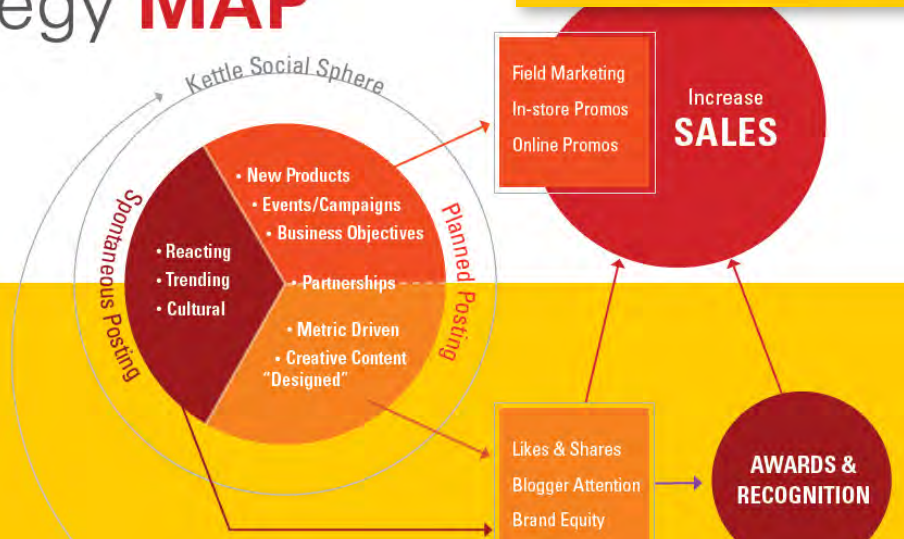 egy MAP
Kettle Social Sphere
Spontaneous Posting
Planned Posting
• New Products
• Events/Campaigns
• Business Objectives
• Partnerships
• Reacting
• Trending
• Cultural
• Metric Driven
• Creative Content
“Designed”
Field Marketing
In-store Promos
Online Promos
Increase
SALES
Likes & Shares
Blogger Attention
Brand Equity
AWARDS &
RECOGNITION